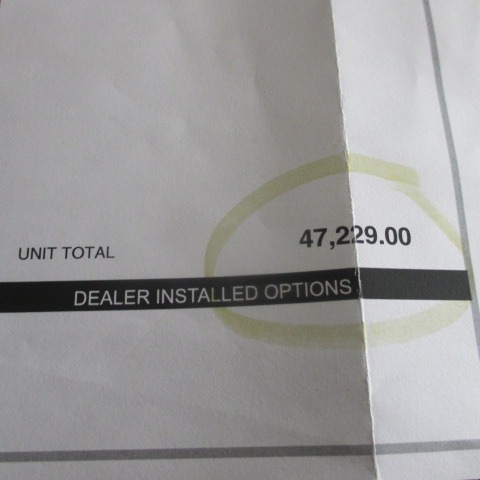 UNIT TOTAL 47,229.00
DEALER INSTALLED OPTIONS